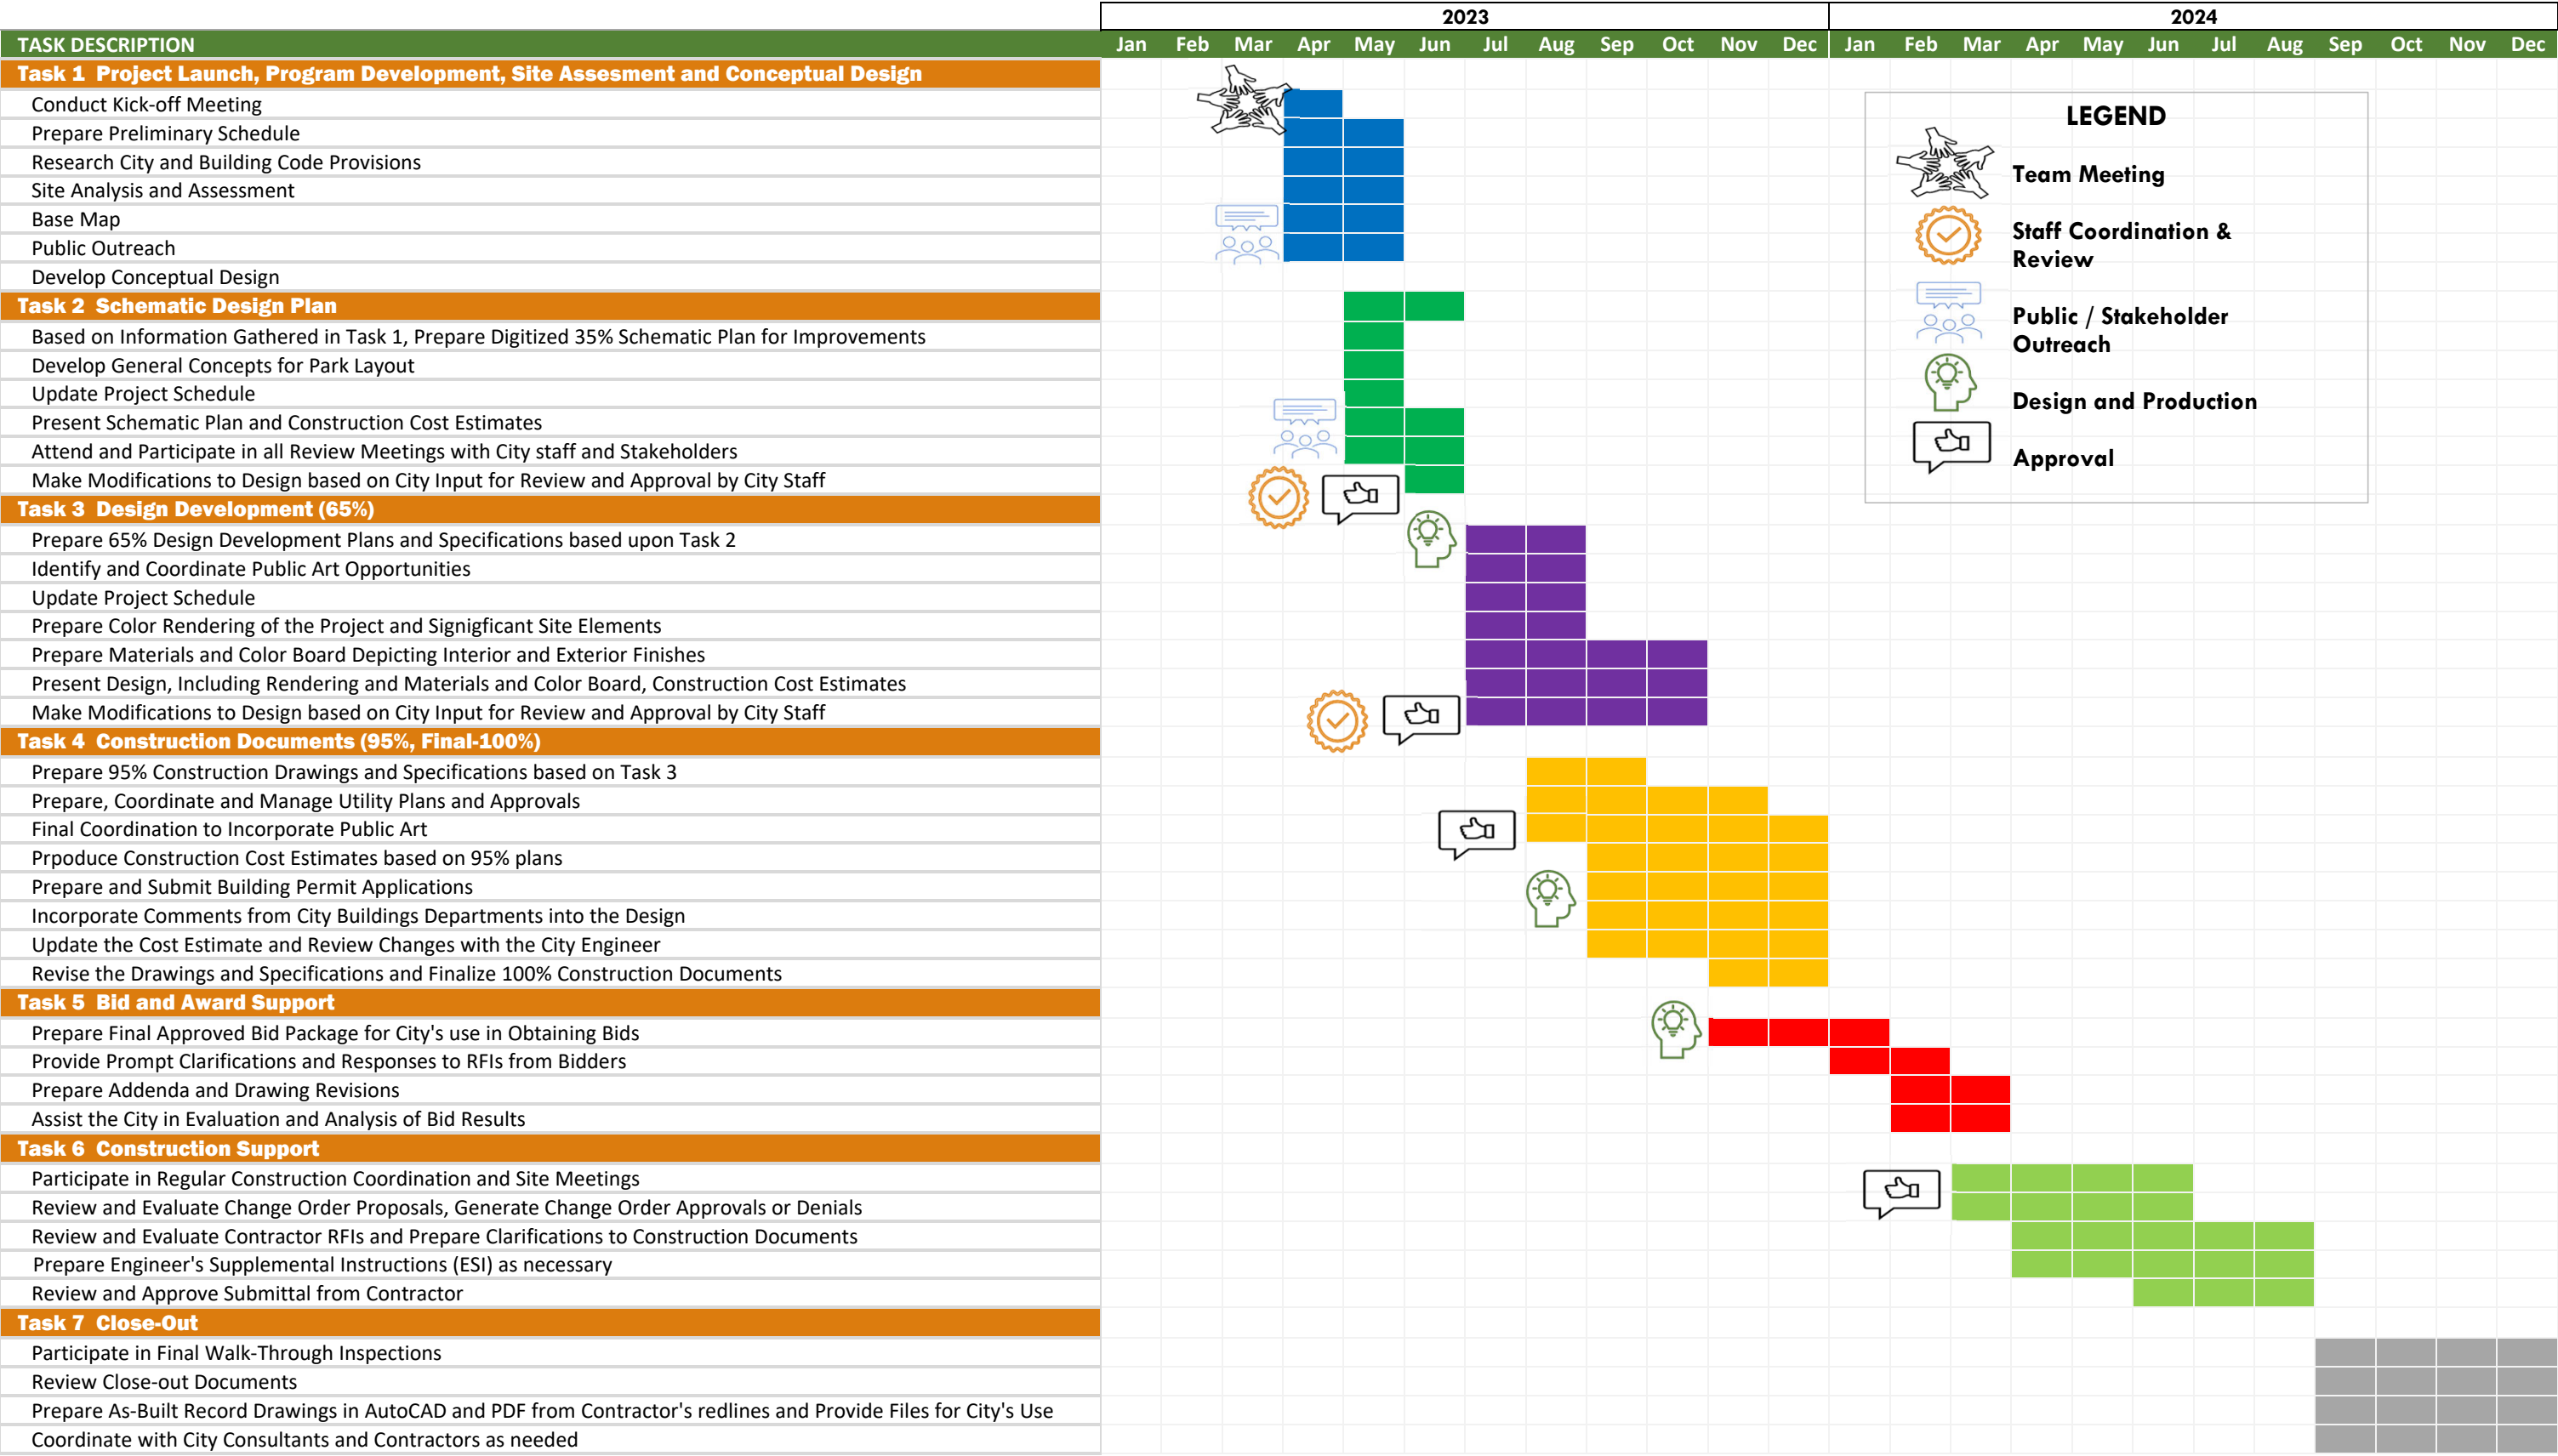 2023 2024
TASK DESCRIPTION Jan Feb Mar Apr May Jun Jul Aug Sep Oct Nov Dec Jan Feb Mar Apr May Jun Jul Aug Sep Oct Nov Dec
Task 1 Project Launch, Program Development, Site Assesment and Conceptual Design
Conduct Kick-off Meeting
Prepare Preliminary Schedule
Research City and Building Code Provisions
Site Analysis and Assessment
Base Map
Public Outreach
Develop Conceptual Design
Task 2 Schematic Design Plan
Based on Information Gathered in Task 1, Prepare Digitized 35% Schematic Plan for Improvements
Develop General Concepts for Park Layout
Update Project Schedule
Present Schematic Plan and Construction Cost Estimates
Attend and Participate in all Review Meetings with City staff and Stakeholders
Make Modifications to Design based on City Input for Review and Approval by City Staff
Task 3 Design Development (65%)
Prepare 65% Design Development Plans and Specifications based upon Task 2
Identify and Coordinate Public Art Opportunities
Update Project Schedule
Prepare Color Rendering of the Project and Signigficant Site Elements
Prepare Materials and Color Board Depicting Interior and Exterior Finishes
Present Design, Including Rendering and Materials and Color Board, Construction Cost Estimates
Make Modifications to Design based on City Input for Review and Approval by City Staff
Task 4 Construction Documents (95%, Final-100%)
Prepare 95% Construction Drawings and Specifications based on Task 3
Prepare, Coordinate and Manage Utility Plans and Approvals
Final Coordination to Incorporate Public Art
Prpoduce Construction Cost Estimates based on 95% plans
Prepare and Submit Building Permit Applications
Incorporate Comments from City Buildings Departments into the Design
Update the Cost Estimate and Review Changes with the City Engineer
Revise the Drawings and Specifications and Finalize 100% Construction Documents
Task 5 Bid and Award Support
Prepare Final Approved Bid Package for City's use in Obtaining Bids
Provide Prompt Clarifications and Responses to RFIs from Bidders
Prepare Addenda and Drawing Revisions
Assist the City in Evaluation and Analysis of Bid Results
Task 6 Construction Support
Participate in Regular Construction Coordination and Site Meetings
Review and Evaluate Change Order Proposals, Generate Change Order Approvals or Denials
Review and Evaluate Contractor RFIs and Prepare Clarifications to Construction Documents
Prepare Engineer's Supplemental Instructions (ESI) as necessary
Review and Approve Submittal from Contractor
Task 7 Close-Out
Participate in Final Walk-Through Inspections
Review Close-out Documents
Prepare As-Built Record Drawings in AutoCAD and PDF from Contractor's redlines and Provide Files for City's Use
Coordinate with City Consultants and Contractors as needed
LEGEND
Team Meeting
Staff Coordination &
Review
Public / Stakeholder
Outreach
Design and Production
Approval